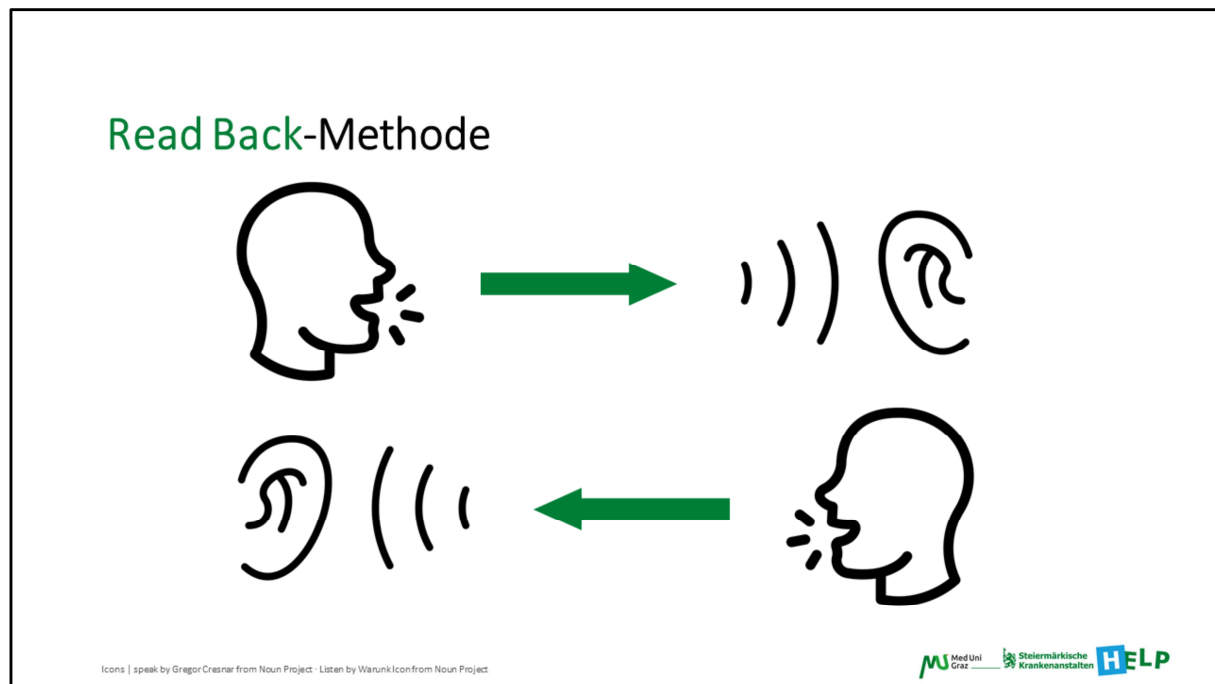 Read Back-Methode
Icons | speak by Gregor Cresnar from Noun Project · Listen by Warunk Icon from Noun Project
Med Uni
Graz
Steiermärkische
Krankenanstalten
HELP